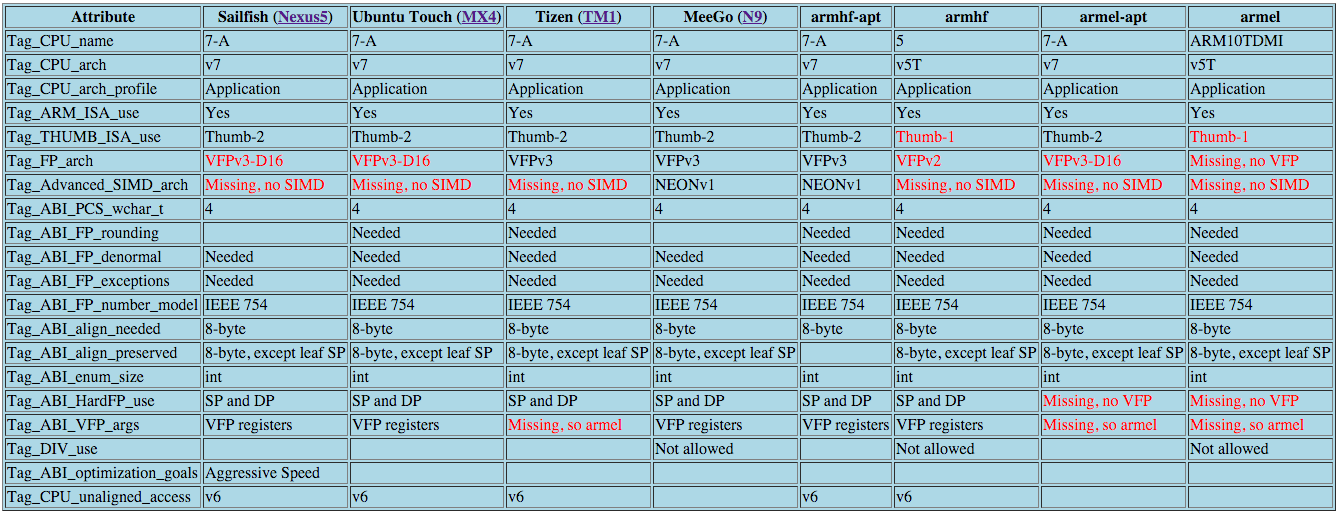 Attribute Sailfish (Nexus5) Ubuntu Touch (MX4) Tizen (TM1) MeeGo (N9) armhf-apt armhf armel-apt armel
Tag_CPU_name 7-A 7-A 7-A 7-A 7-A 5 7-A ARM10TDMI
Tag_CPU_arch v7 v7 v7 v7 v7 v5T v7 v5T
Tag_CPU_arch_profile Application Application Application Application Application Application Application Application
Tag_ARM_ISA_use Yes Yes Yes Yes Yes Yes Yes Yes
Tag_THUMB_ISA_use Thumb-2 Thumb-2 Thumb-2 Thumb-2 Thumb-2 Thumb-1 Thumb-2 Thumb-1
Tag_FP_arch VFPv3-D16 VFPv3-D16 VFPv3 VFPv3 VFPv3 VFPv2 VFPv3-D16 Missing, no VFP
Tag_Advanced_SIMD_arch Missing, no SIMD Missing, no SIMD Missing, no SIMD NEONv1 NEONv1 Missing, no SIMD Missing, no SIMD Missing, no SIMD
Tag_ABI_PCS_wchar_t 4 4 4 4 4 4 4 4
Tag_ABI_FP_rounding Needed Needed Needed Needed Needed Needed
Tag_ABI_FP_denormal Needed Needed Needed Needed Needed Needed Needed Needed
Tag_ABI_FP_exceptions Needed Needed Needed Needed Needed Needed Needed Needed
Tag_ABI_FP_number_model IEEE 754 IEEE 754 IEEE 754 IEEE 754 IEEE 754 IEEE 754 IEEE 754 IEEE 754
Tag_ABI_align_needed 8-byte 8-byte 8-byte 8-byte 8-byte 8-byte 8-byte 8-byte
Tag_ABI_align_preserved 8-byte, except leaf SP 8-byte, except leaf SP 8-byte, except leaf SP 8-byte, except leaf SP 8-byte, except leaf SP 8-byte, except leaf SP 8-byte, except leaf SP
Tag_ABI_enum_size int int int int int int int int
Tag_ABI_HardFP_use SP and DP SP and DP SP and DP SP and DP SP and DP SP and DP Missing, no VFP Missing, no VFP
Tag_ABI_VFP_args VFP registers VFP registers Missing, so armel VFP registers VFP registers VFP registers Missing, so armel Missing, so armel
Tag_DIV_use Not allowed Not allowed Not allowed
Tag_ABI_optimization_goals Aggressive Speed
Tag_CPU_unaligned_access v6 v6 v6 v6 v6